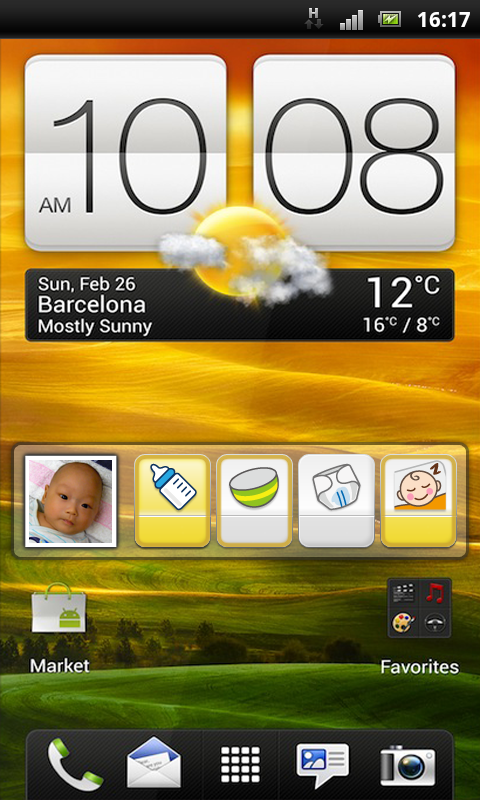 H
16:17
10 08
AM
Sun, Feb 26
Barcelona
Mostly Sunny
12°C
16°C / 8°C
z
Market
Favorites